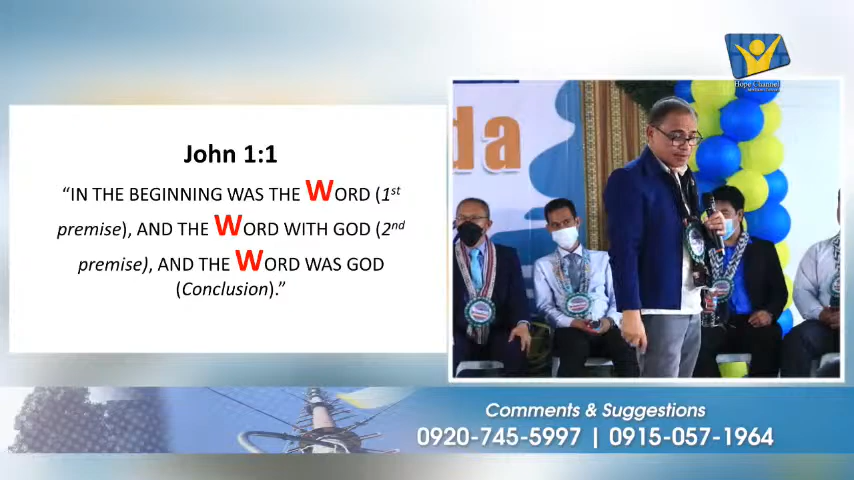 Hope Channel
da
John 1:1
“IN THE BEGINNING WAS THE WORD (1st
premise), AND THE WORD WITH GOD (2nd
premise), AND THE WORD WAS GOD
(Conclusion).”
Comments & Suggestions
0920-745-5997 | 0915-057-1964